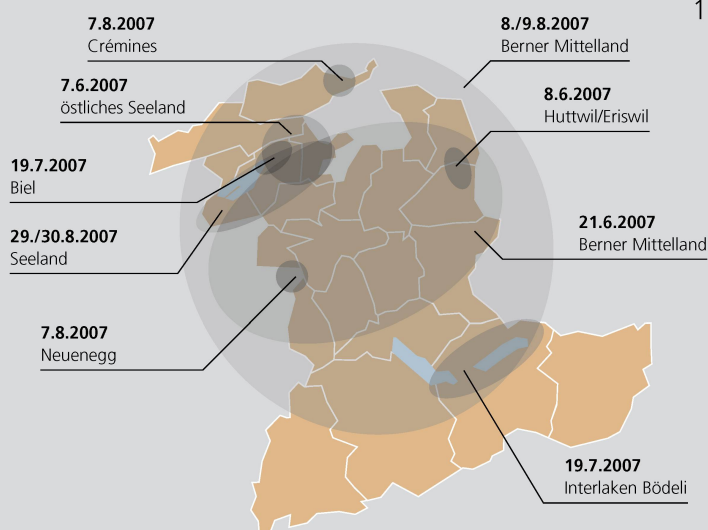 1
7.8.2007
Crémines
8./9.8.2007
Berner Mittelland
7.6.2007
östliches Seeland
8.6.2007
Huttwil/Eriswil
19.7.2007
Biel
29./30.8.2007
Seeland
21.6.2007
Berner Mittelland
7.8.2007
Neuenegg
19.7.2007
Interlaken Bödeli